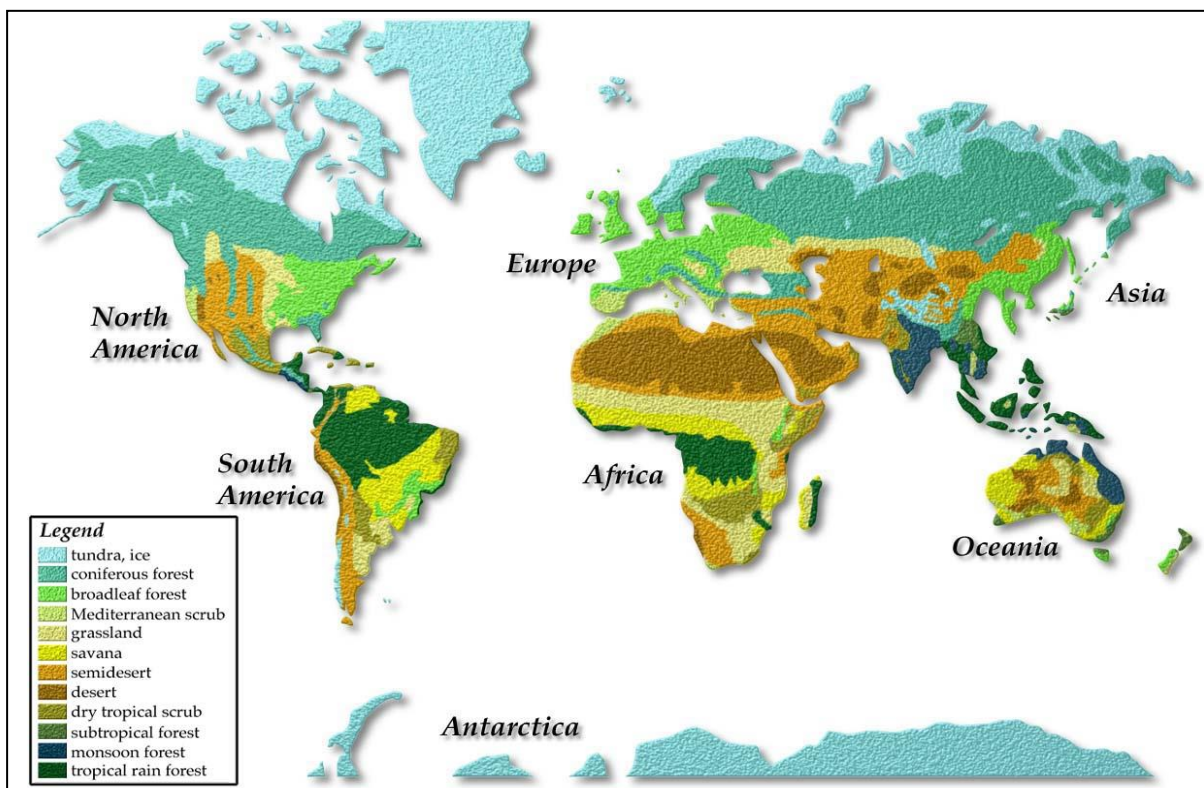 Europe
Asia
North
America
South
America
Africa
Oceania
Antarctica
Legend
tundra, ice
coniferous forest
broadleaf forest
Mediterranean scrub
grassland
savana
semidesert
desert
dry tropical scrub
subtropical forest
monsoon forest
tropical rain forest